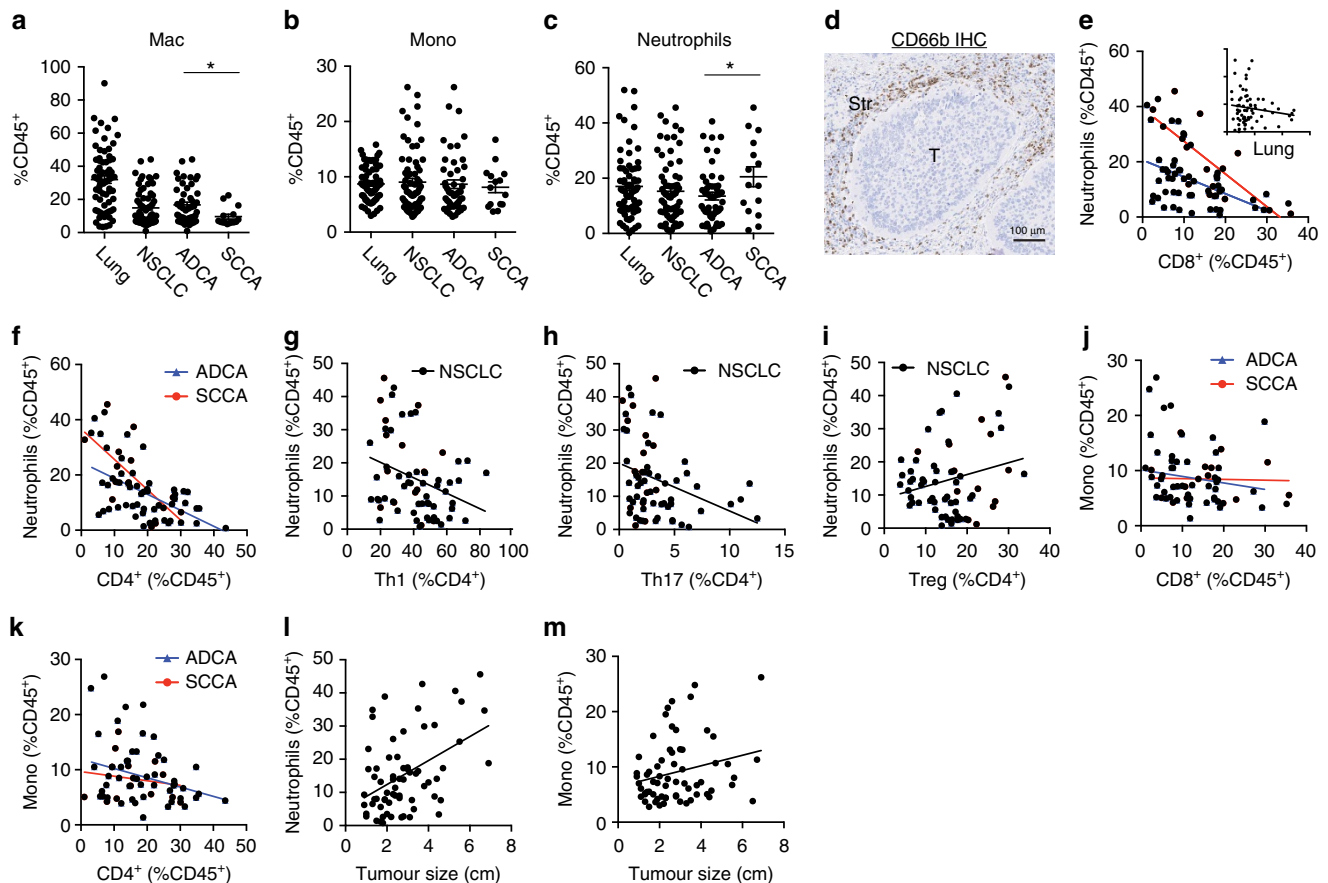 a
Mac
%CD45⁺
100
80
60
40
20
0
Lung
NSCLC
ADCA
SCCA
*
b
Mono
%CD45⁺
30
20
10
0
Lung
NSCLC
ADCA
SCCA
c
Neutrophils
%CD45⁺
60
40
20
0
Lung
NSCLC
ADCA
SCCA
*
d
CD66b IHC
Str
T
100 µm
e
Neutrophils (%CD45⁺)
60
40
20
0
0 10 20 30 40
CD8⁺ (%CD45⁺)
Lung
f
Neutrophils (%CD45⁺)
60
40
20
0
0 10 20 30 40 50
CD4⁺ (%CD45⁺)
ADCA
SCCA
g
Neutrophils (%CD45⁺)
50
40
30
20
10
0
0 20 40 60 80 100
Th1 (%CD4⁺)
NSCLC
h
Neutrophils (%CD45⁺)
50
40
30
20
10
0
0 5 10 15
Th17 (%CD4⁺)
NSCLC
i
Neutrophils (%CD45⁺)
50
40
30
20
10
0
0 10 20 30 40
Treg (%CD4⁺)
NSCLC
j
Mono (%CD45⁺)
30
20
10
0
0 10 20 30 40
CD8⁺ (%CD45⁺)
ADCA
SCCA
k
Mono (%CD45⁺)
30
20
10
0
0 10 20 30 40 50
CD4⁺ (%CD45⁺)
ADCA
SCCA
l
Neutrophils (%CD45⁺)
50
40
30
20
10
0
0 2 4 6 8
Tumour size (cm)
m
Mono (%CD45⁺)
30
20
10
0
0 2 4 6 8
Tumour size (cm)